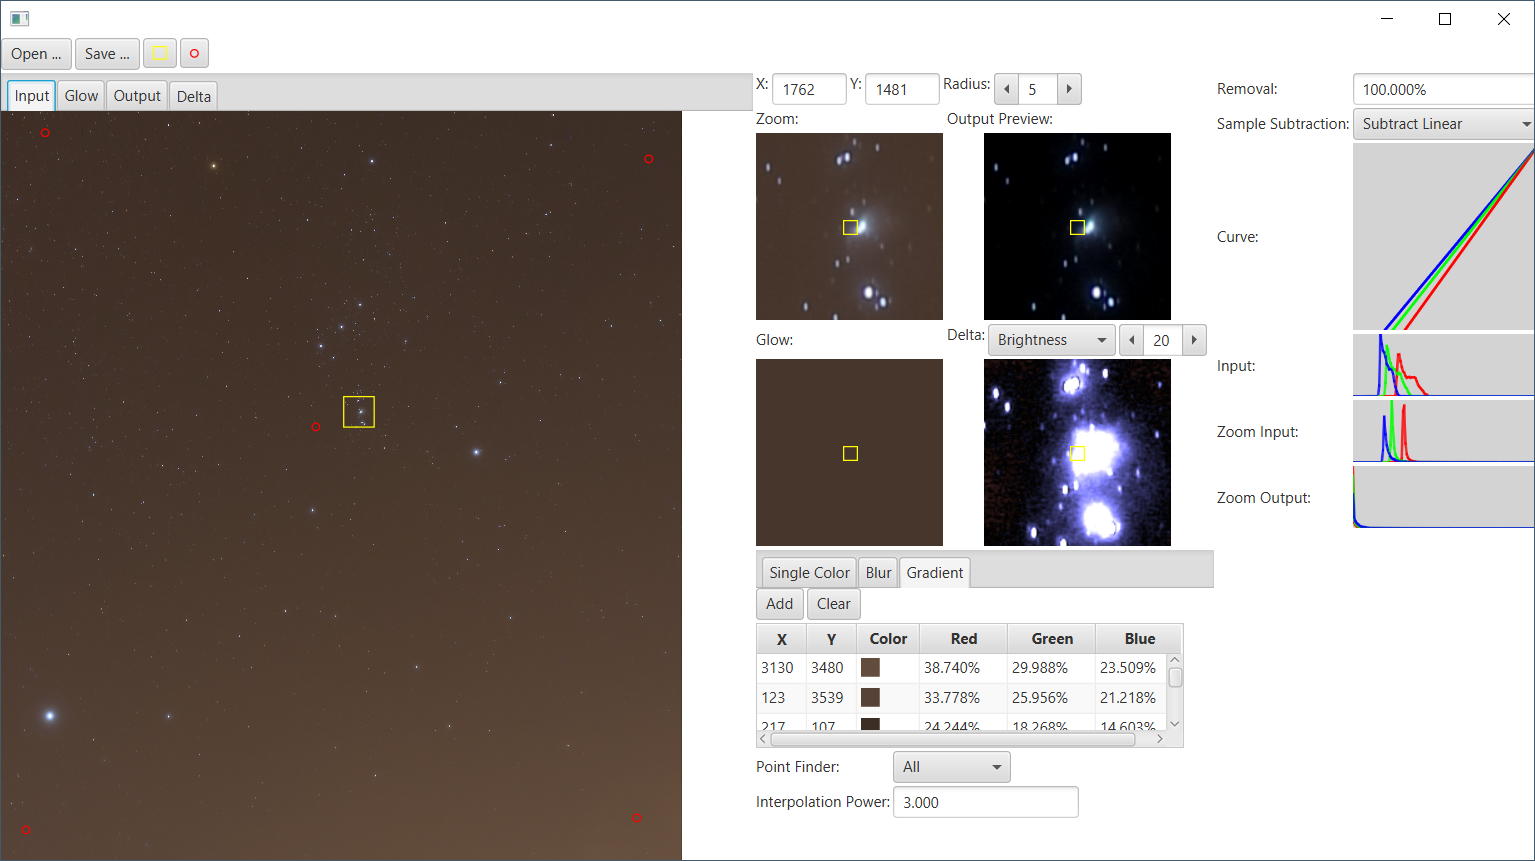 Open ... Save ...
Input Glow Output Delta
X: 1762 Y: 1481 Radius: 5
Zoom: Output Preview:
Glow: Delta: Brightness 20
Single Color Blur Gradient
Add Clear
X Y Color Red Green Blue
3130 3480 38.740% 29.988% 23.509%
123 3539 33.778% 25.956% 21.218%
217 107 24.244% 18.268% 14.603%
Point Finder: All
Interpolation Power: 3.000
Removal: 100.000%
Sample Subtraction: Subtract Linear
Curve:
Input:
Zoom Input:
Zoom Output: